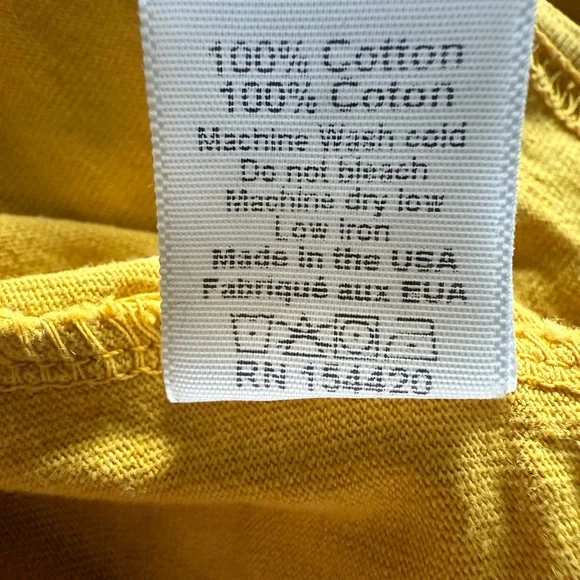 100% Cotton
100% Coton
Machine Wash cold
Do not bleach
Machine dry low
Low iron
Made in the USA
Fabriqué aux EUA
RN 154420